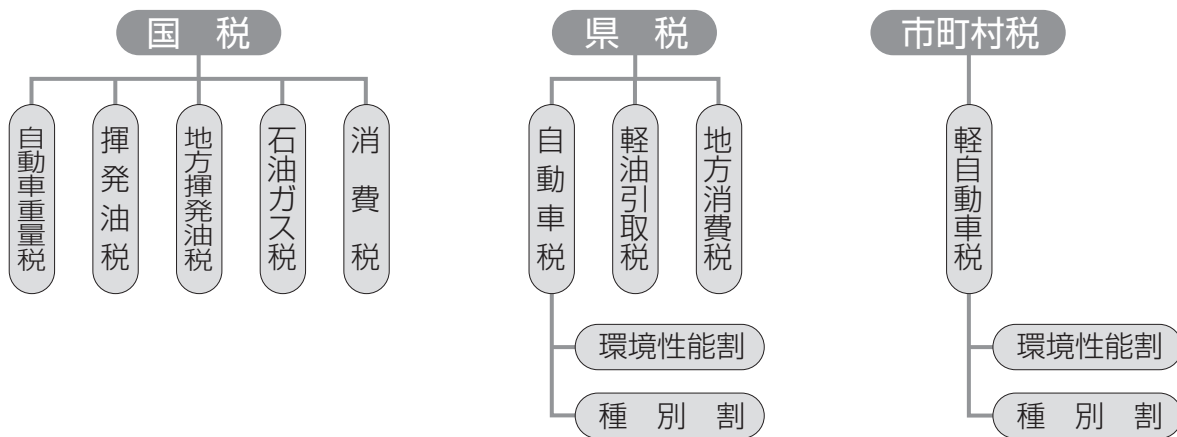 国 税
自動車重量税
揮発油税
地方揮発油税
石油ガス税
消費税
県 税
自動車税
軽油引取税
地方消費税
環境性能割
種 別 割
市町村税
軽自動車税
環境性能割
種 別 割